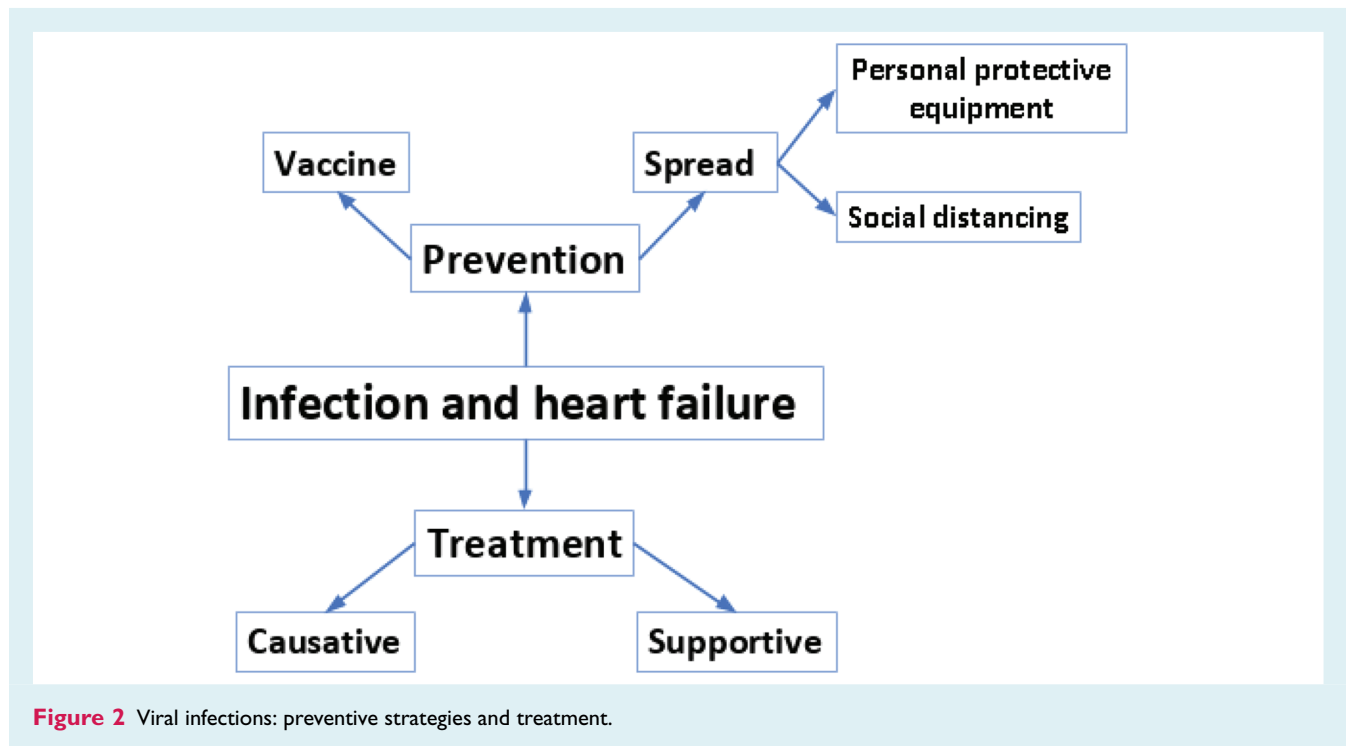 Personal protective
equipment
Vaccine
Spread
Social distancing
Prevention
Infection and heart failure
Treatment
Causative
Supportive
Figure 2 Viral infections: preventive strategies and treatment.